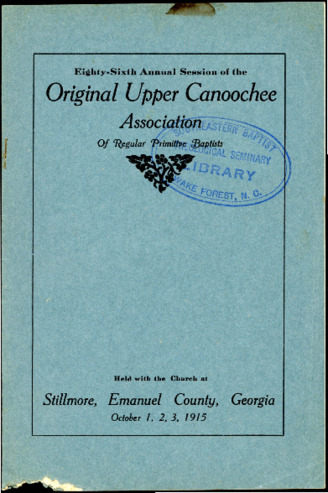 Eighty-Sixth Annual Session of the
Original Upper Canoochee
Association
Of Regular Primitive Baptists
SOUTHEASTERN BAPTIST
THEOLOGICAL SEMINARY
LIBRARY
WAKE FOREST, N. C.
Held with the Church at
Stillmore, Emanuel County, Georgia
October 1, 2, 3, 1915